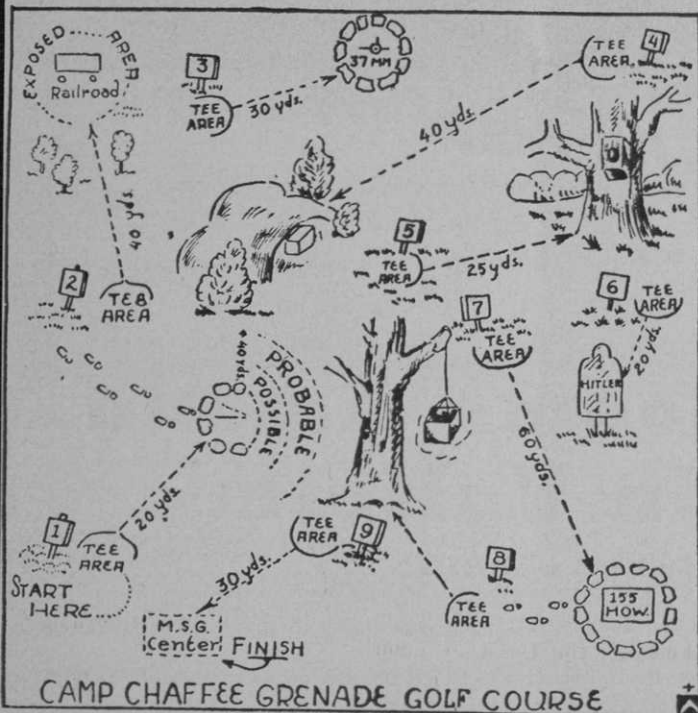 EXPOSED AREA
Railroad
3
TEE
AREA
30 yds.
37 MM
TEE
AREA
4
40 yds.
40 yds.
2
TEB
AREA
5
TEE
AREA
25 yds.
6
TEE
AREA
20 yds.
HITLER
7
TEE
AREA
60 yds.
40 yds.
PROBABLE
POSSIBLE
20 yds.
1
TEE
AREA
START
HERE
TEE
AREA
9
30 yds.
M.S.G.
Center
FINISH
8
TEE
AREA
155
HOW.
CAMP CHAFFEE GRENADE GOLF COURSE